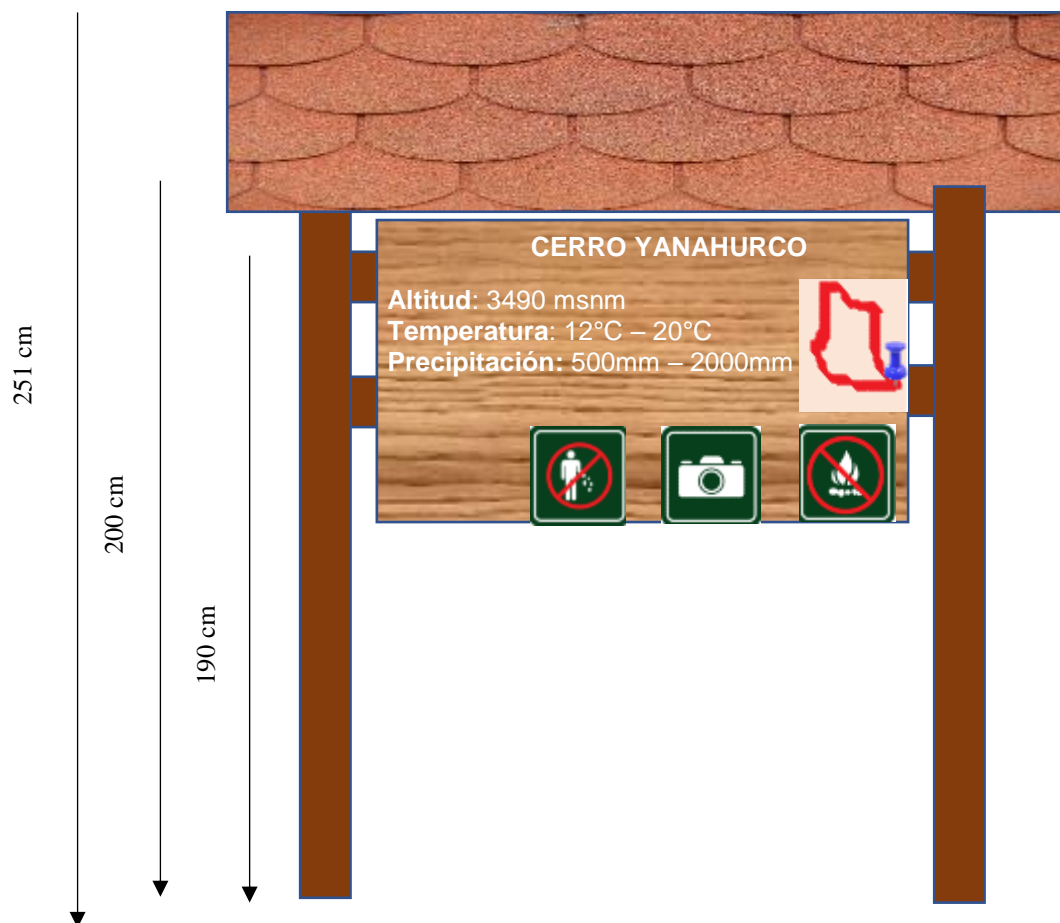 CERRO YANAHURCO
Altitud: 3490 msnm
Temperatura: 12°C – 20°C
Precipitación: 500mm – 2000mm
251 cm
200 cm
190 cm